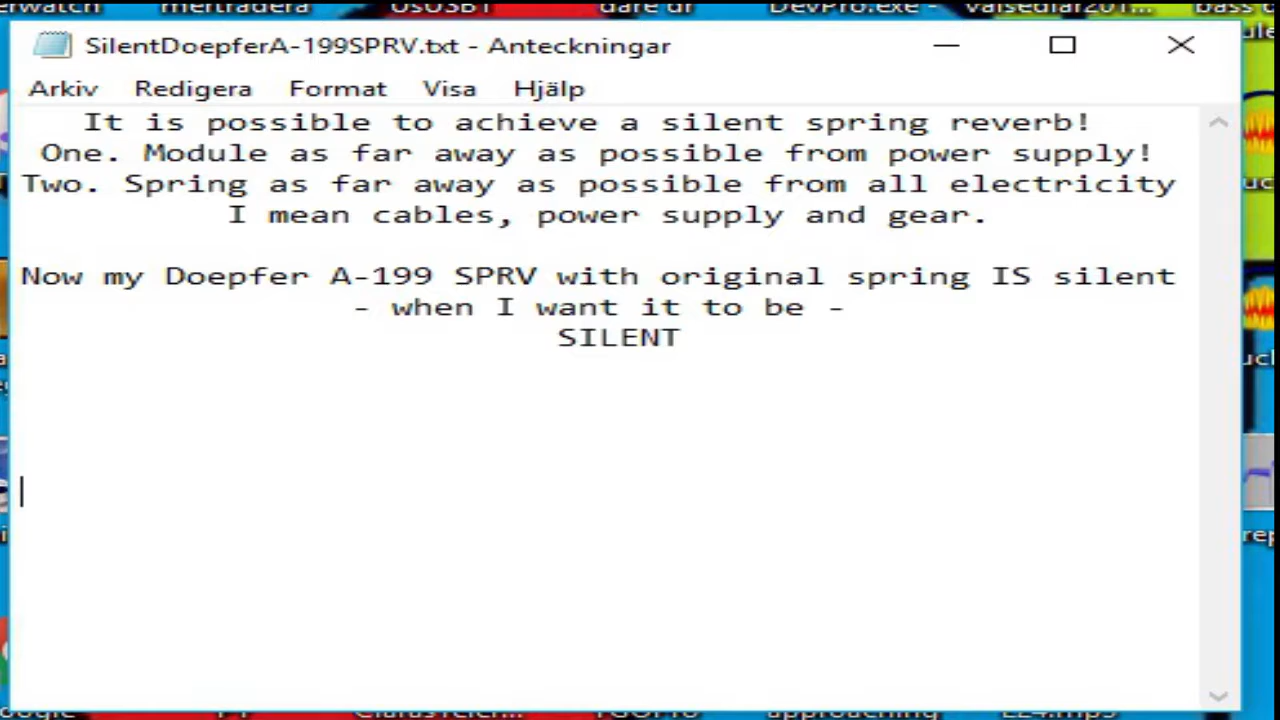 mertradera
DevPro.exe -
SilentDoepferA-199SPRV.txt - Anteckningar
Arkiv Redigera Format Visa Hjälp
It is possible to achieve a silent spring reverb!
One. Module as far away as possible from power supply!
Two. Spring as far away as possible from all electricity
I mean cables, power supply and gear.
Now my Doepfer A-199 SPRV with original spring IS silent
- when I want it to be -
SILENT
approaching